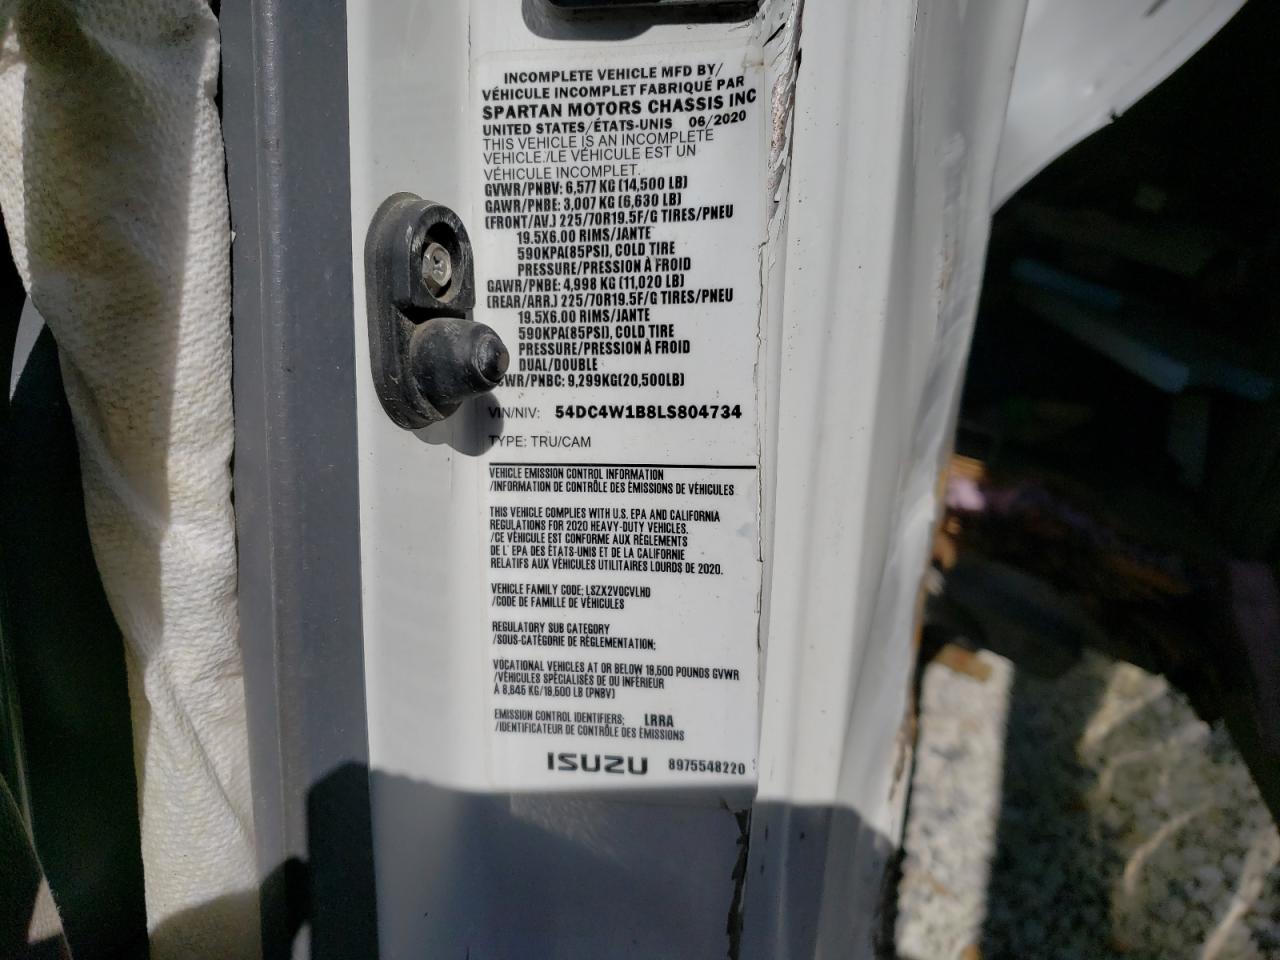 INCOMPLETE VEHICLE MFD BY/
VÉHICULE INCOMPLET FABRIQUÉ PAR
SPARTAN MOTORS CHASSIS INC
UNITED STATES/ÉTATS-UNIS 06/2020
THIS VEHICLE IS AN INCOMPLETE
VEHICLE./LE VÉHICULE EST UN
VÉHICULE INCOMPLET.
GVWR/PNBV: 6,577 KG (14,500 LB)
GAWR/PNBE: 3,007 KG (6,630 LB)
(FRONT/AV.) 225/70R19.5F/G TIRES/PNEU
19.5X6.00 RIMS/JANTE
590KPA(85PSI), COLD TIRE
PRESSURE/PRESSION À FROID
GAWR/PNBE: 4,998 KG (11,020 LB)
(REAR/ARR.) 225/70R19.5F/G TIRES/PNEU
19.5X6.00 RIMS/JANTE
590KPA(85PSI), COLD TIRE
PRESSURE/PRESSION À FROID
DUAL/DOUBLE
CWR/PNBC: 9,299KG(20,500LB)
VIN/NIV: 54DC4W1B8LS804734
TYPE: TRU/CAM
VEHICLE EMISSION CONTROL INFORMATION
/INFORMATION DE CONTRÔLE DES ÉMISSIONS DE VÉHICULES
THIS VEHICLE COMPLIES WITH U.S. EPA AND CALIFORNIA
REGULATIONS FOR 2020 HEAVY-DUTY VEHICLES.
/CE VÉHICULE EST CONFORME AUX RÈGLEMENTS
DE L' EPA DES ÉTATS-UNIS ET DE LA CALIFORNIE
RELATIFS AUX VÉHICULES UTILITAIRES LOURDS DE 2020.
VEHICLE FAMILY CODE: LSZX2VOCVLHD
/CODE DE FAMILLE DE VÉHICULES
REGULATORY SUB CATEGORY
/SOUS-CATÉGORIE DE RÈGLEMENTATION:
VOCATIONAL VEHICLES AT OR BELOW 19,500 POUNDS GVWR
/VÉHICULES SPÉCIALISÉS DE OU INFÉRIEUR
À 8,845 KG/19,500 LB (PNBV)
EMISSION CONTROL IDENTIFIERS: LRRA
/IDENTIFICATEUR DE CONTRÔLE DES ÉMISSIONS
ISUZU 8975548220